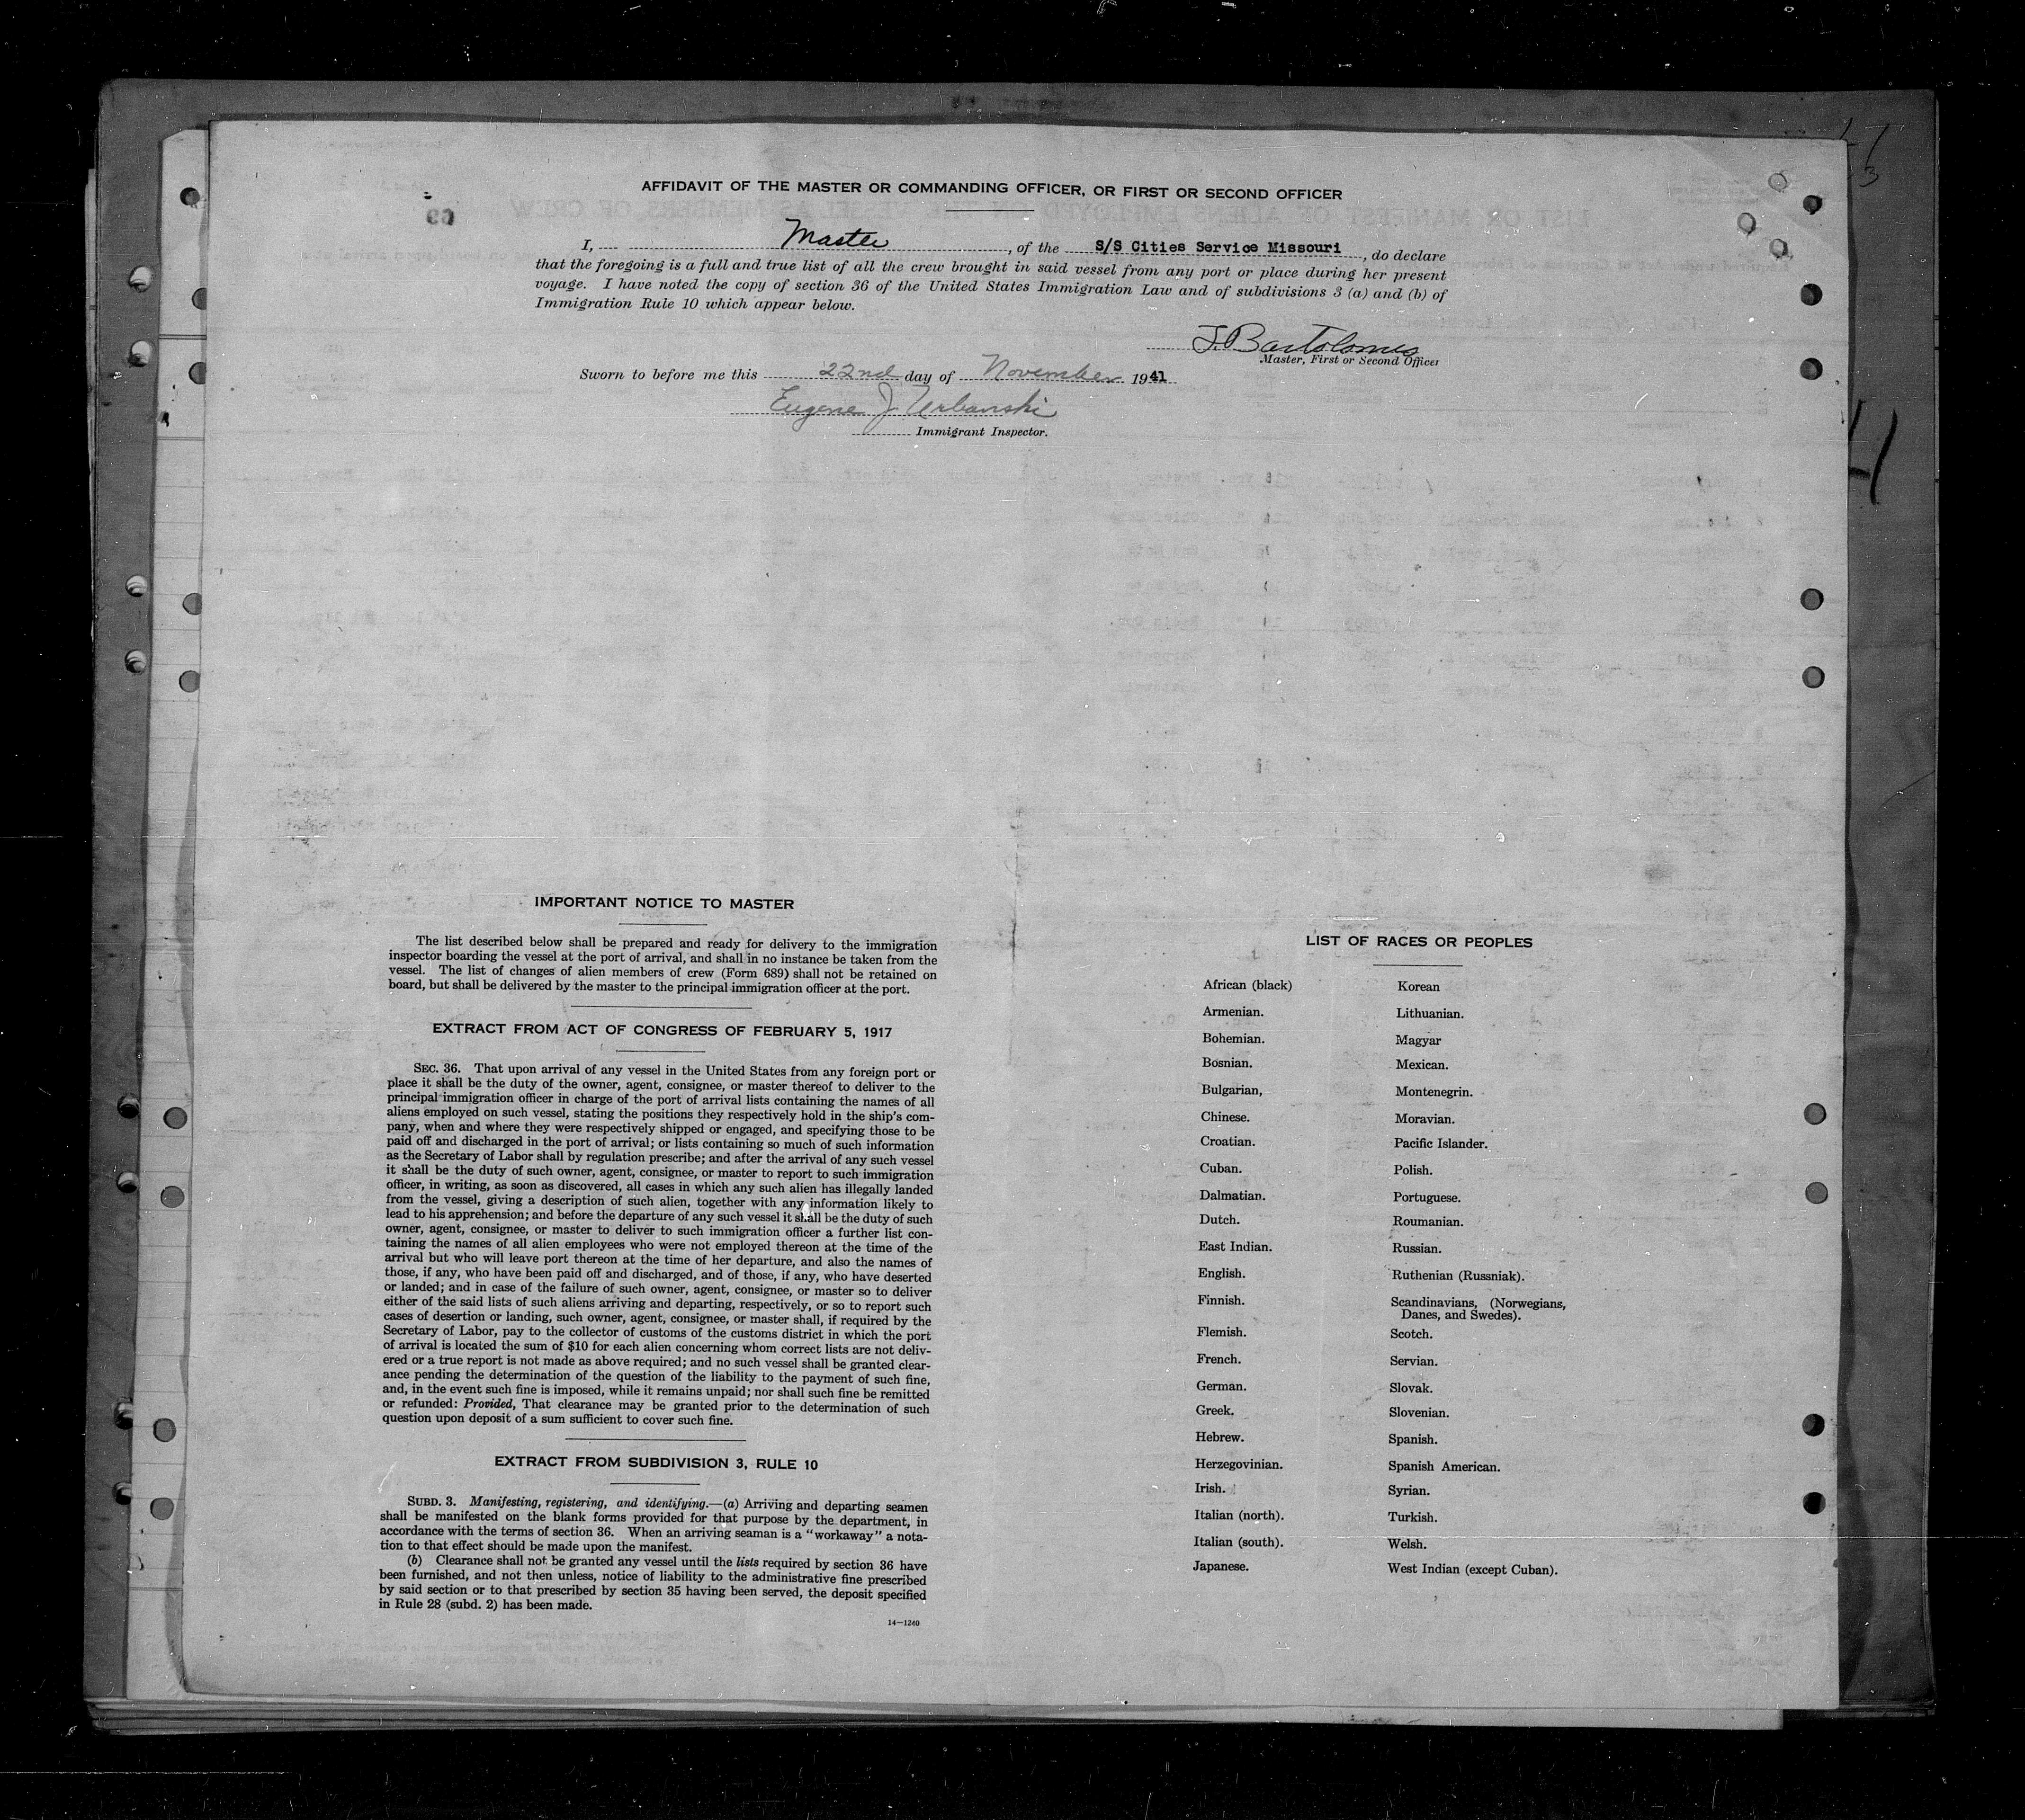 AFFIDAVIT OF THE MASTER OR COMMANDING OFFICER, OR FIRST OR SECOND OFFICER
I, Master, of the S/S Cities Service Missouri, do declare
that the foregoing is a full and true list of all the crew brought in said vessel from any port or place during her present
voyage. I have noted the copy of section 36 of the United States Immigration Law and of subdivisions 3 (a) and (b) of
Immigration Rule 10 which appear below.
J. Bartolomes
Master, First or Second Officer
Sworn to before me this 22nd day of November 1941
Eugene J Urbanski
Immigrant Inspector.
IMPORTANT NOTICE TO MASTER
The list described below shall be prepared and ready for delivery to the immigration
inspector boarding the vessel at the port of arrival, and shall in no instance be taken from the
vessel. The list of changes of alien members of crew (Form 689) shall not be retained on
board, but shall be delivered by the master to the principal immigration officer at the port.
EXTRACT FROM ACT OF CONGRESS OF FEBRUARY 5, 1917
SEC. 36. That upon arrival of any vessel in the United States from any foreign port or
place it shall be the duty of the owner, agent, consignee, or master thereof to deliver to the
principal immigration officer in charge of the port of arrival lists containing the names of all
aliens employed on such vessel, stating the positions they respectively hold in the ship's com-
pany, when and where they were respectively shipped or engaged, and specifying those to be
paid off and discharged in the port of arrival; or lists containing so much of such information
as the Secretary of Labor shall by regulation prescribe; and after the arrival of any such vessel
it shall be the duty of such owner, agent, consignee, or master to report to such immigration
officer, in writing, as soon as discovered, all cases in which any such alien has illegally landed
from the vessel, giving a description of such alien, together with any information likely to
lead to his apprehension; and before the departure of any such vessel it shall be the duty of such
owner, agent, consignee, or master to deliver to such immigration officer a further list con-
taining the names of all alien employees who were not employed thereon at the time of the
arrival but who will leave port thereon at the time of her departure, and also the names of
those, if any, who have been paid off and discharged, and of those, if any, who have deserted
or landed; and in case of the failure of such owner, agent, consignee, or master so to deliver
either of the said lists of such aliens arriving and departing, respectively, or so to report such
cases of desertion or landing, such owner, agent, consignee, or master shall, if required by the
Secretary of Labor, pay to the collector of customs of the customs district in which the port
of arrival is located the sum of $10 for each alien concerning whom correct lists are not deliv-
ered or a true report is not made as above required; and no such vessel shall be granted clear-
ance pending the determination of the question of the liability to the payment of such fine,
and, in the event such fine is imposed, while it remains unpaid; nor shall such fine be remitted
or refunded: Provided, That clearance may be granted prior to the determination of such
question upon deposit of a sum sufficient to cover such fine.
EXTRACT FROM SUBDIVISION 3, RULE 10
SUBD. 3. Manifesting, registering, and identifying.—(a) Arriving and departing seamen
shall be manifested on the blank forms provided for that purpose by the department, in
accordance with the terms of section 36. When an arriving seaman is a "workaway" a nota-
tion to that effect should be made upon the manifest.
(b) Clearance shall not be granted any vessel until the lists required by section 36 have
been furnished, and not then unless, notice of liability to the administrative fine prescribed
by said section or to that prescribed by section 35 having been served, the deposit specified
in Rule 28 (subd. 2) has been made.
14—1240
LIST OF RACES OR PEOPLES
African (black)
Armenian.
Bohemian.
Bosnian.
Bulgarian,
Chinese.
Croatian.
Cuban.
Dalmatian.
Dutch.
East Indian.
English.
Finnish.
Flemish.
French.
German.
Greek.
Hebrew.
Herzegovinian.
Irish.
Italian (north).
Italian (south).
Japanese.
Korean
Lithuanian.
Magyar
Mexican.
Montenegrin.
Moravian.
Pacific Islander.
Polish.
Portuguese.
Roumanian.
Russian.
Ruthenian (Russniak).
Scandinavians, (Norwegians,
Danes, and Swedes).
Scotch.
Servian.
Slovak.
Slovenian.
Spanish.
Spanish American.
Syrian.
Turkish.
Welsh.
West Indian (except Cuban).